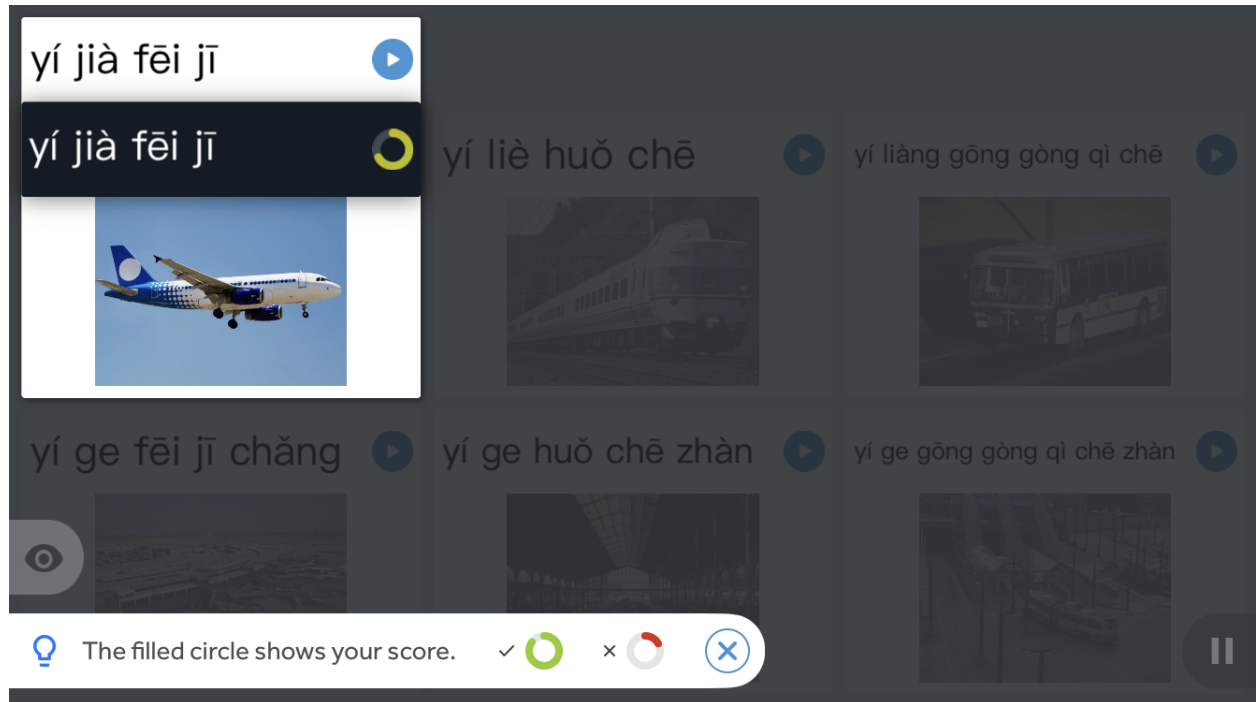 yí jià fēi jī
yí jià fēi jī
yí liè huǒ chē
yí liàng gōng gòng qì chē
yí ge fēi jī chǎng
yí ge huǒ chē zhàn
yí ge gōng gòng qì chē zhàn
The filled circle shows your score.